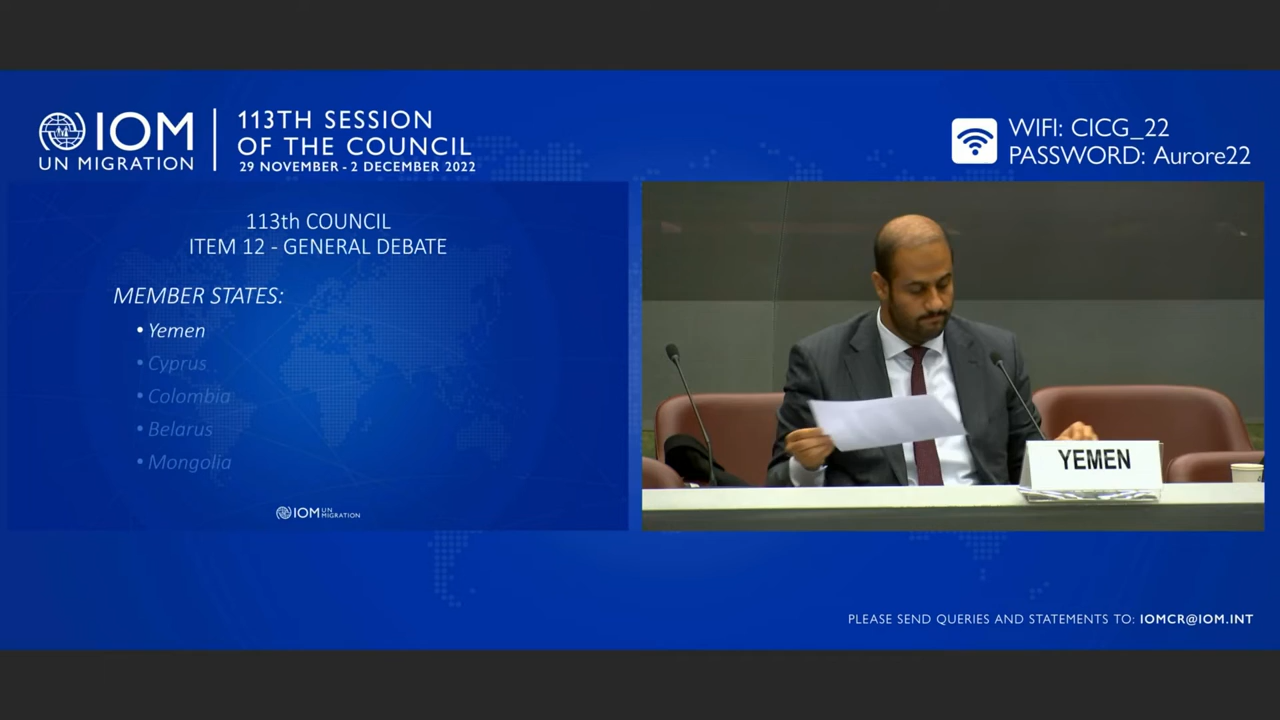 IOM
UN MIGRATION
113TH SESSION
OF THE COUNCIL
29 NOVEMBER - 2 DECEMBER 2022
WIFI: CICG_22
PASSWORD: Aurore22
113th COUNCIL
ITEM 12 - GENERAL DEBATE
MEMBER STATES:
• Yemen
• Cyprus
• Colombia
• Belarus
• Mongolia
IOM UN MIGRATION
YEMEN
PLEASE SEND QUERIES AND STATEMENTS TO: IOMCR@IOM.INT